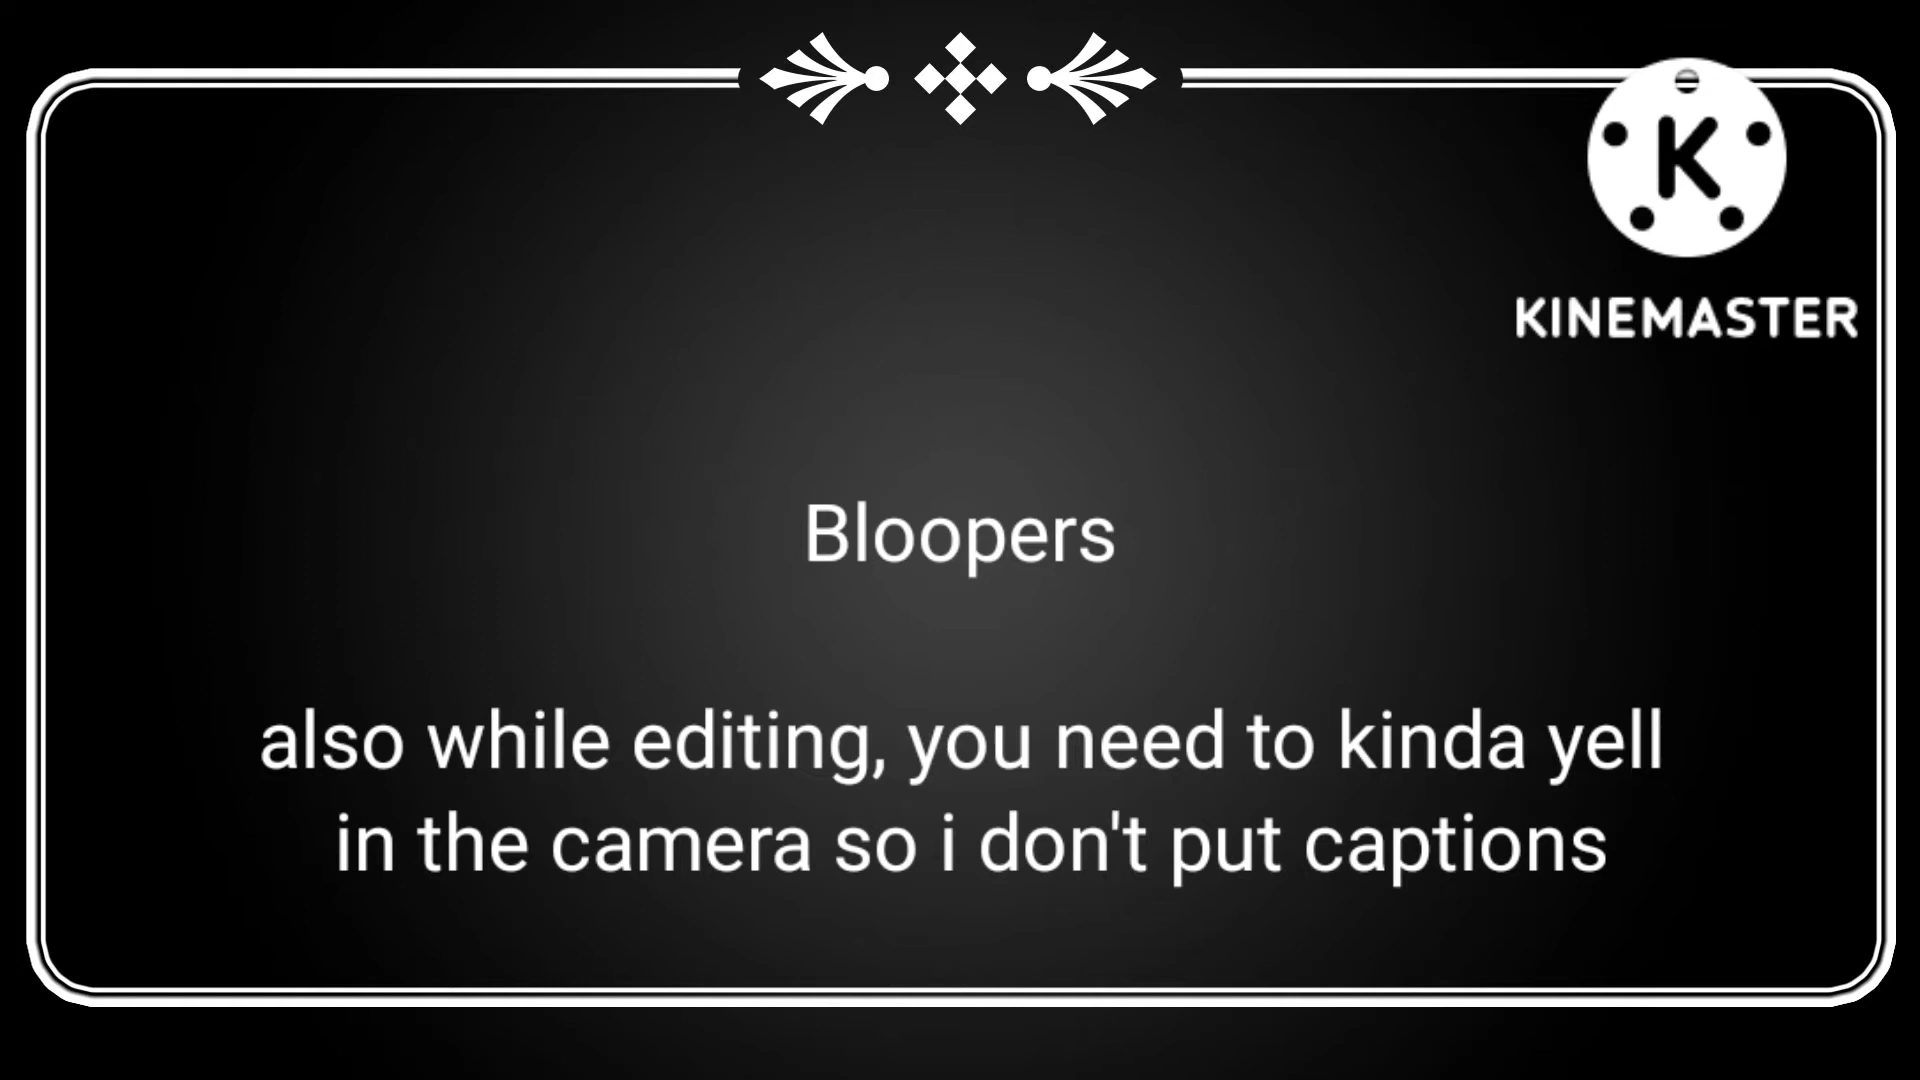 K
KINEMASTER
Bloopers
also while editing, you need to kinda yell
in the camera so i don't put captions